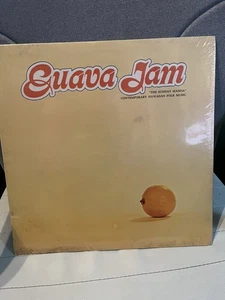 Guava Jam
"THE SUNDAY MANOA"
CONTEMPORARY HAWAIIAN FOLK MUSIC